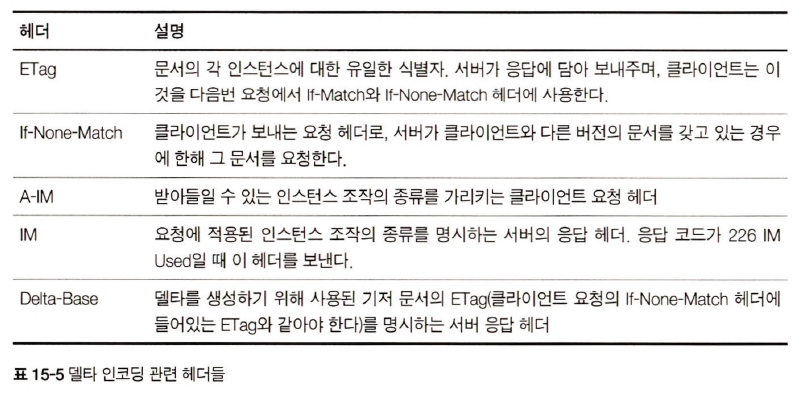 헤더 설명
ETag 문서의 각 인스턴스에 대한 유일한 식별자. 서버가 응답에 담아 보내주며, 클라이언트는 이
것을 다음번 요청에서 If-Match와 If-None-Match 헤더에 사용한다.
If-None-Match 클라이언트가 보내는 요청 헤더로, 서버가 클라이언트와 다른 버전의 문서를 갖고 있는 경우
에 한해 그 문서를 요청한다.
A-IM 받아들일 수 있는 인스턴스 조작의 종류를 가리키는 클라이언트 요청 헤더
IM 요청에 적용된 인스턴스 조작의 종류를 명시하는 서버의 응답 헤더. 응답 코드가 226 IM
Used일 때 이 헤더를 보낸다.
Delta-Base 델타를 생성하기 위해 사용된 기저 문서의 ETag(클라이언트 요청의 If-None-Match 헤더에
들어있는 ETag와 같아야 한다)를 명시하는 서버 응답 헤더
표 15-5 델타 인코딩 관련 헤더들